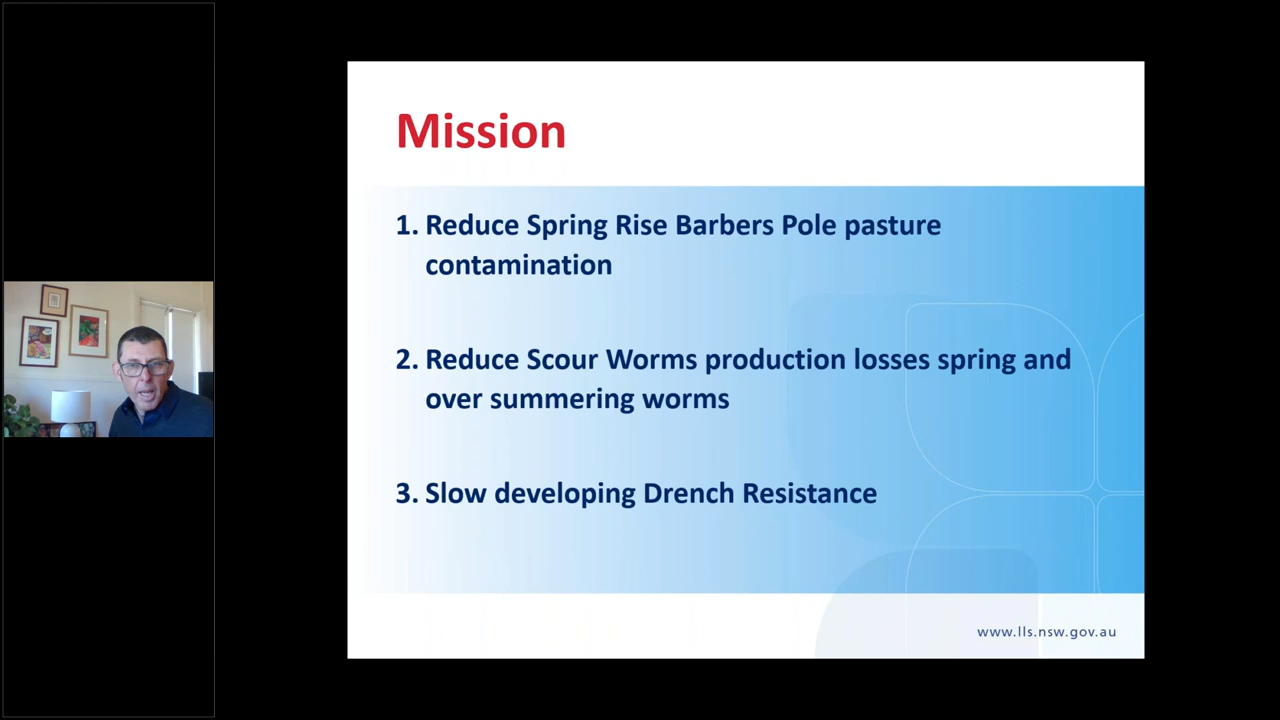 Mission
1. Reduce Spring Rise Barbers Pole pasture
contamination
2. Reduce Scour Worms production losses spring and
over summering worms
3. Slow developing Drench Resistance
www.lls.nsw.gov.au